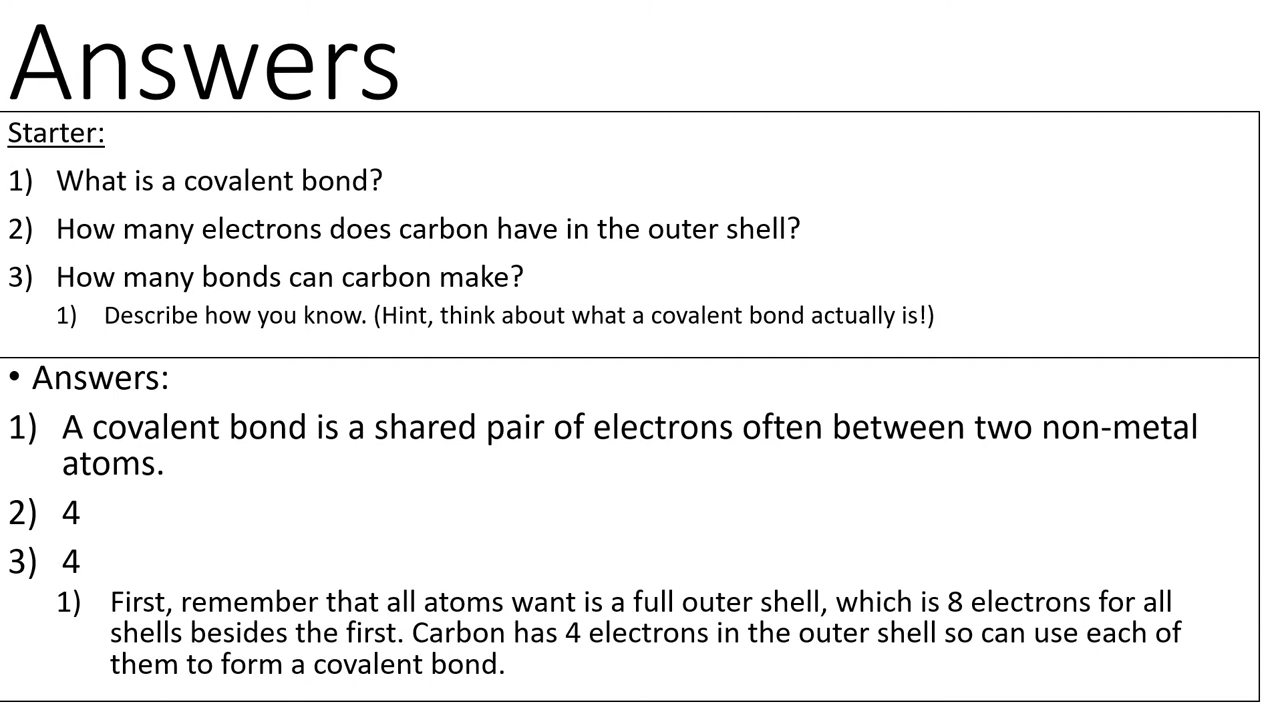 Answers
Starter:
1) What is a covalent bond?
2) How many electrons does carbon have in the outer shell?
3) How many bonds can carbon make?
1) Describe how you know. (Hint, think about what a covalent bond actually is!)
• Answers:
1) A covalent bond is a shared pair of electrons often between two non-metal
atoms.
2) 4
3) 4
1) First, remember that all atoms want is a full outer shell, which is 8 electrons for all
shells besides the first. Carbon has 4 electrons in the outer shell so can use each of
them to form a covalent bond.